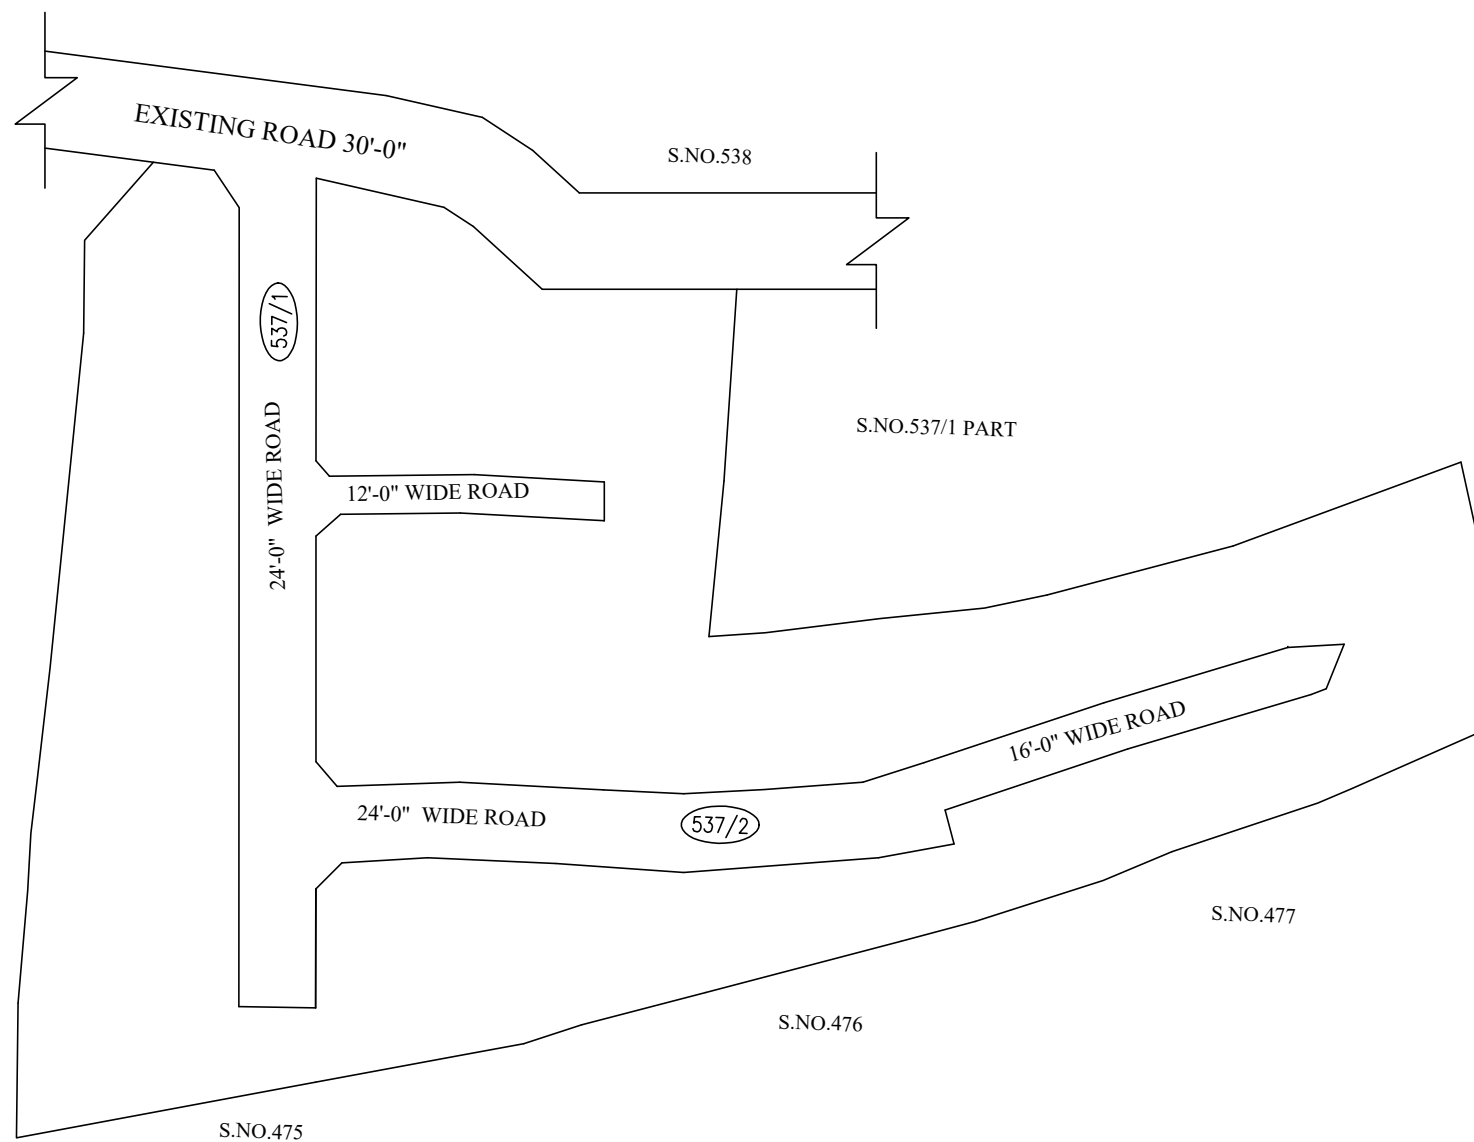 EXISTING ROAD 30'-0"
S.NO.538
537/1
24'-0" WIDE ROAD
S.NO.537/1 PART
12'-0" WIDE ROAD
16'-0" WIDE ROAD
24'-0" WIDE ROAD
537/2
S.NO.477
S.NO.476
S.NO.475